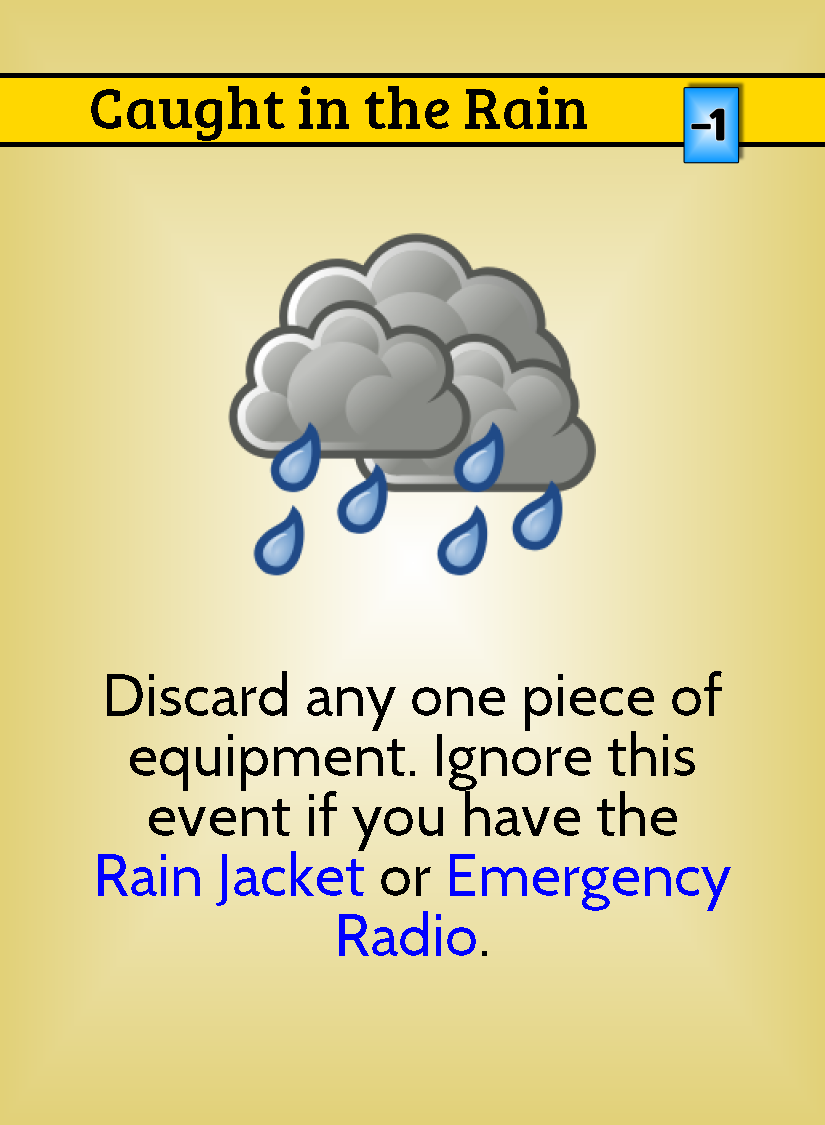 Caught in the Rain
–1
Discard any one piece of
equipment. Ignore this
event if you have the
Rain Jacket or Emergency
Radio.